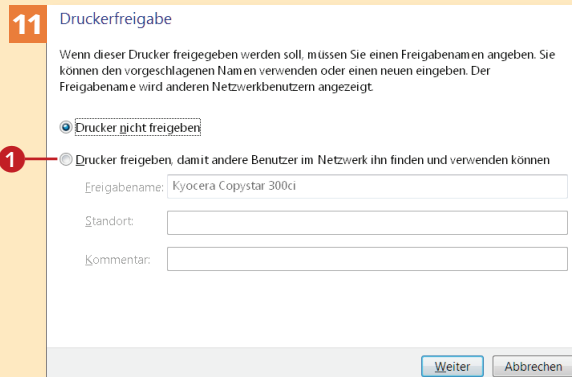 11
Druckerfreigabe
Wenn dieser Drucker freigegeben werden soll, müssen Sie einen Freigabenamen angeben. Sie
können den vorgeschlagenen Namen verwenden oder einen neuen eingeben. Der
Freigabename wird anderen Netzwerkbenutzern angezeigt.
Drucker nicht freigeben
1
Drucker freigeben, damit andere Benutzer im Netzwerk ihn finden und verwenden können
Freigabename: Kyocera Copystar 300ci
Standort:
Kommentar:
Weiter Abbrechen